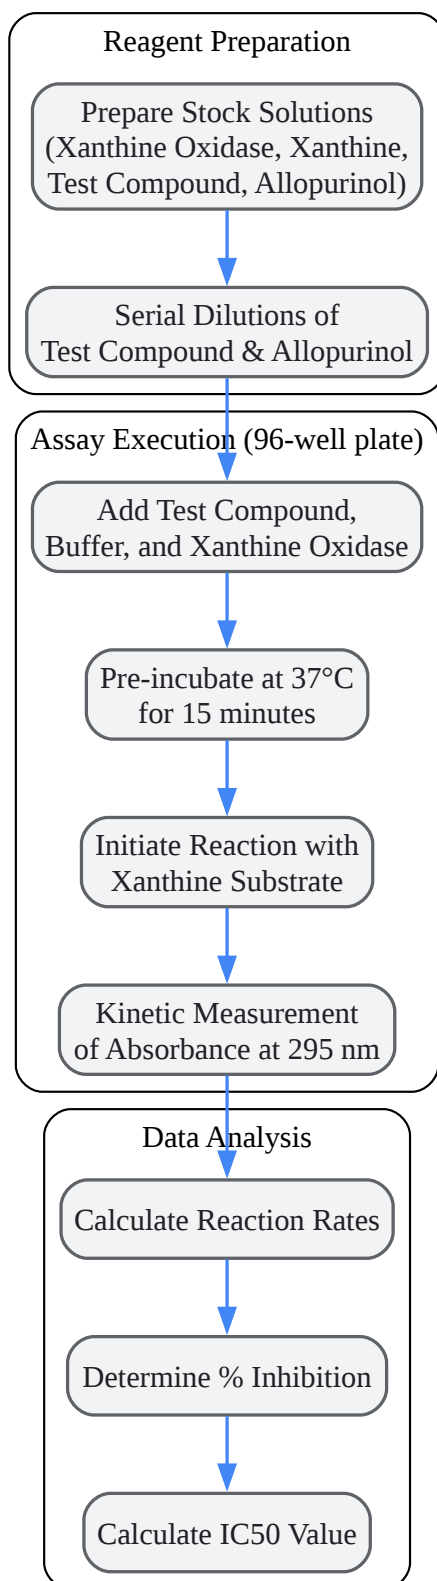 Reagent Preparation
Prepare Stock Solutions
(Xanthine Oxidase, Xanthine,
Test Compound, Allopurinol)
Serial Dilutions of
Test Compound & Allopurinol
Assay Execution (96-well plate)
Add Test Compound,
Buffer, and Xanthine Oxidase
Pre-incubate at 37°C
for 15 minutes
Initiate Reaction with
Xanthine Substrate
Kinetic Measurement
of Absorbance at 295 nm
Data Analysis
Calculate Reaction Rates
Determine % Inhibition
Calculate IC50 Value